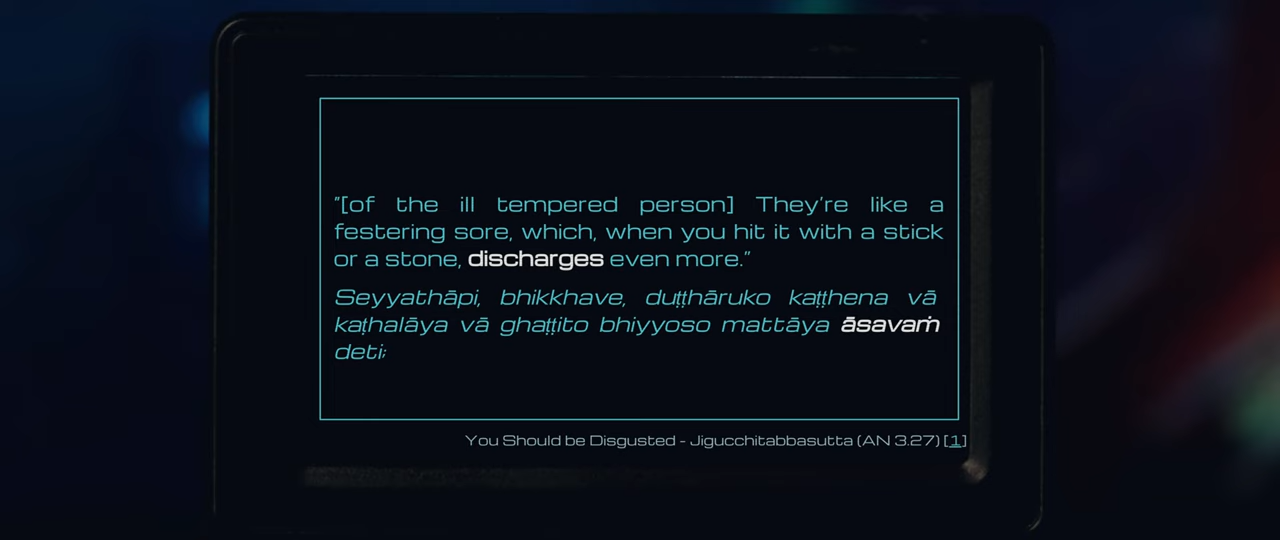 "[of the ill tempered person] They're like a
festering sore, which, when you hit it with a stick
or a stone, discharges even more."
Seyyathāpi, bhikkhave, duṭṭhāruko kaṭṭhena vā
kaṭhalāya vā ghaṭṭito bhiyyoso mattāya āsavaṁ
deti;
You Should be Disgusted - Jigucchitabbasutta (AN 3.27) [1]